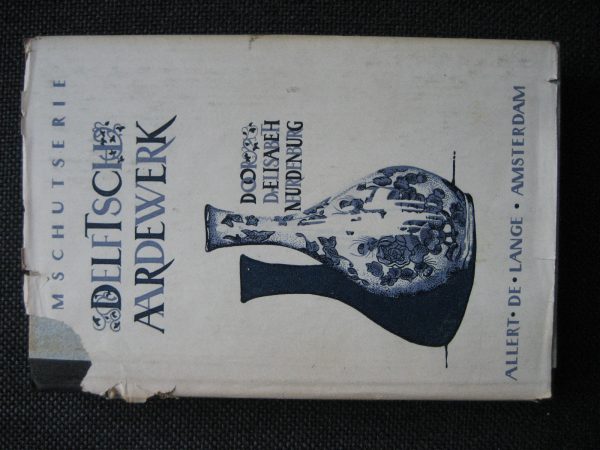 MSCHUTSERIE
DELFTSCHE
AARDEWERK
DOOR
DR ELISABETH
NEURDENBURG
ALLERT • DE • LANGE • AMSTERDAM